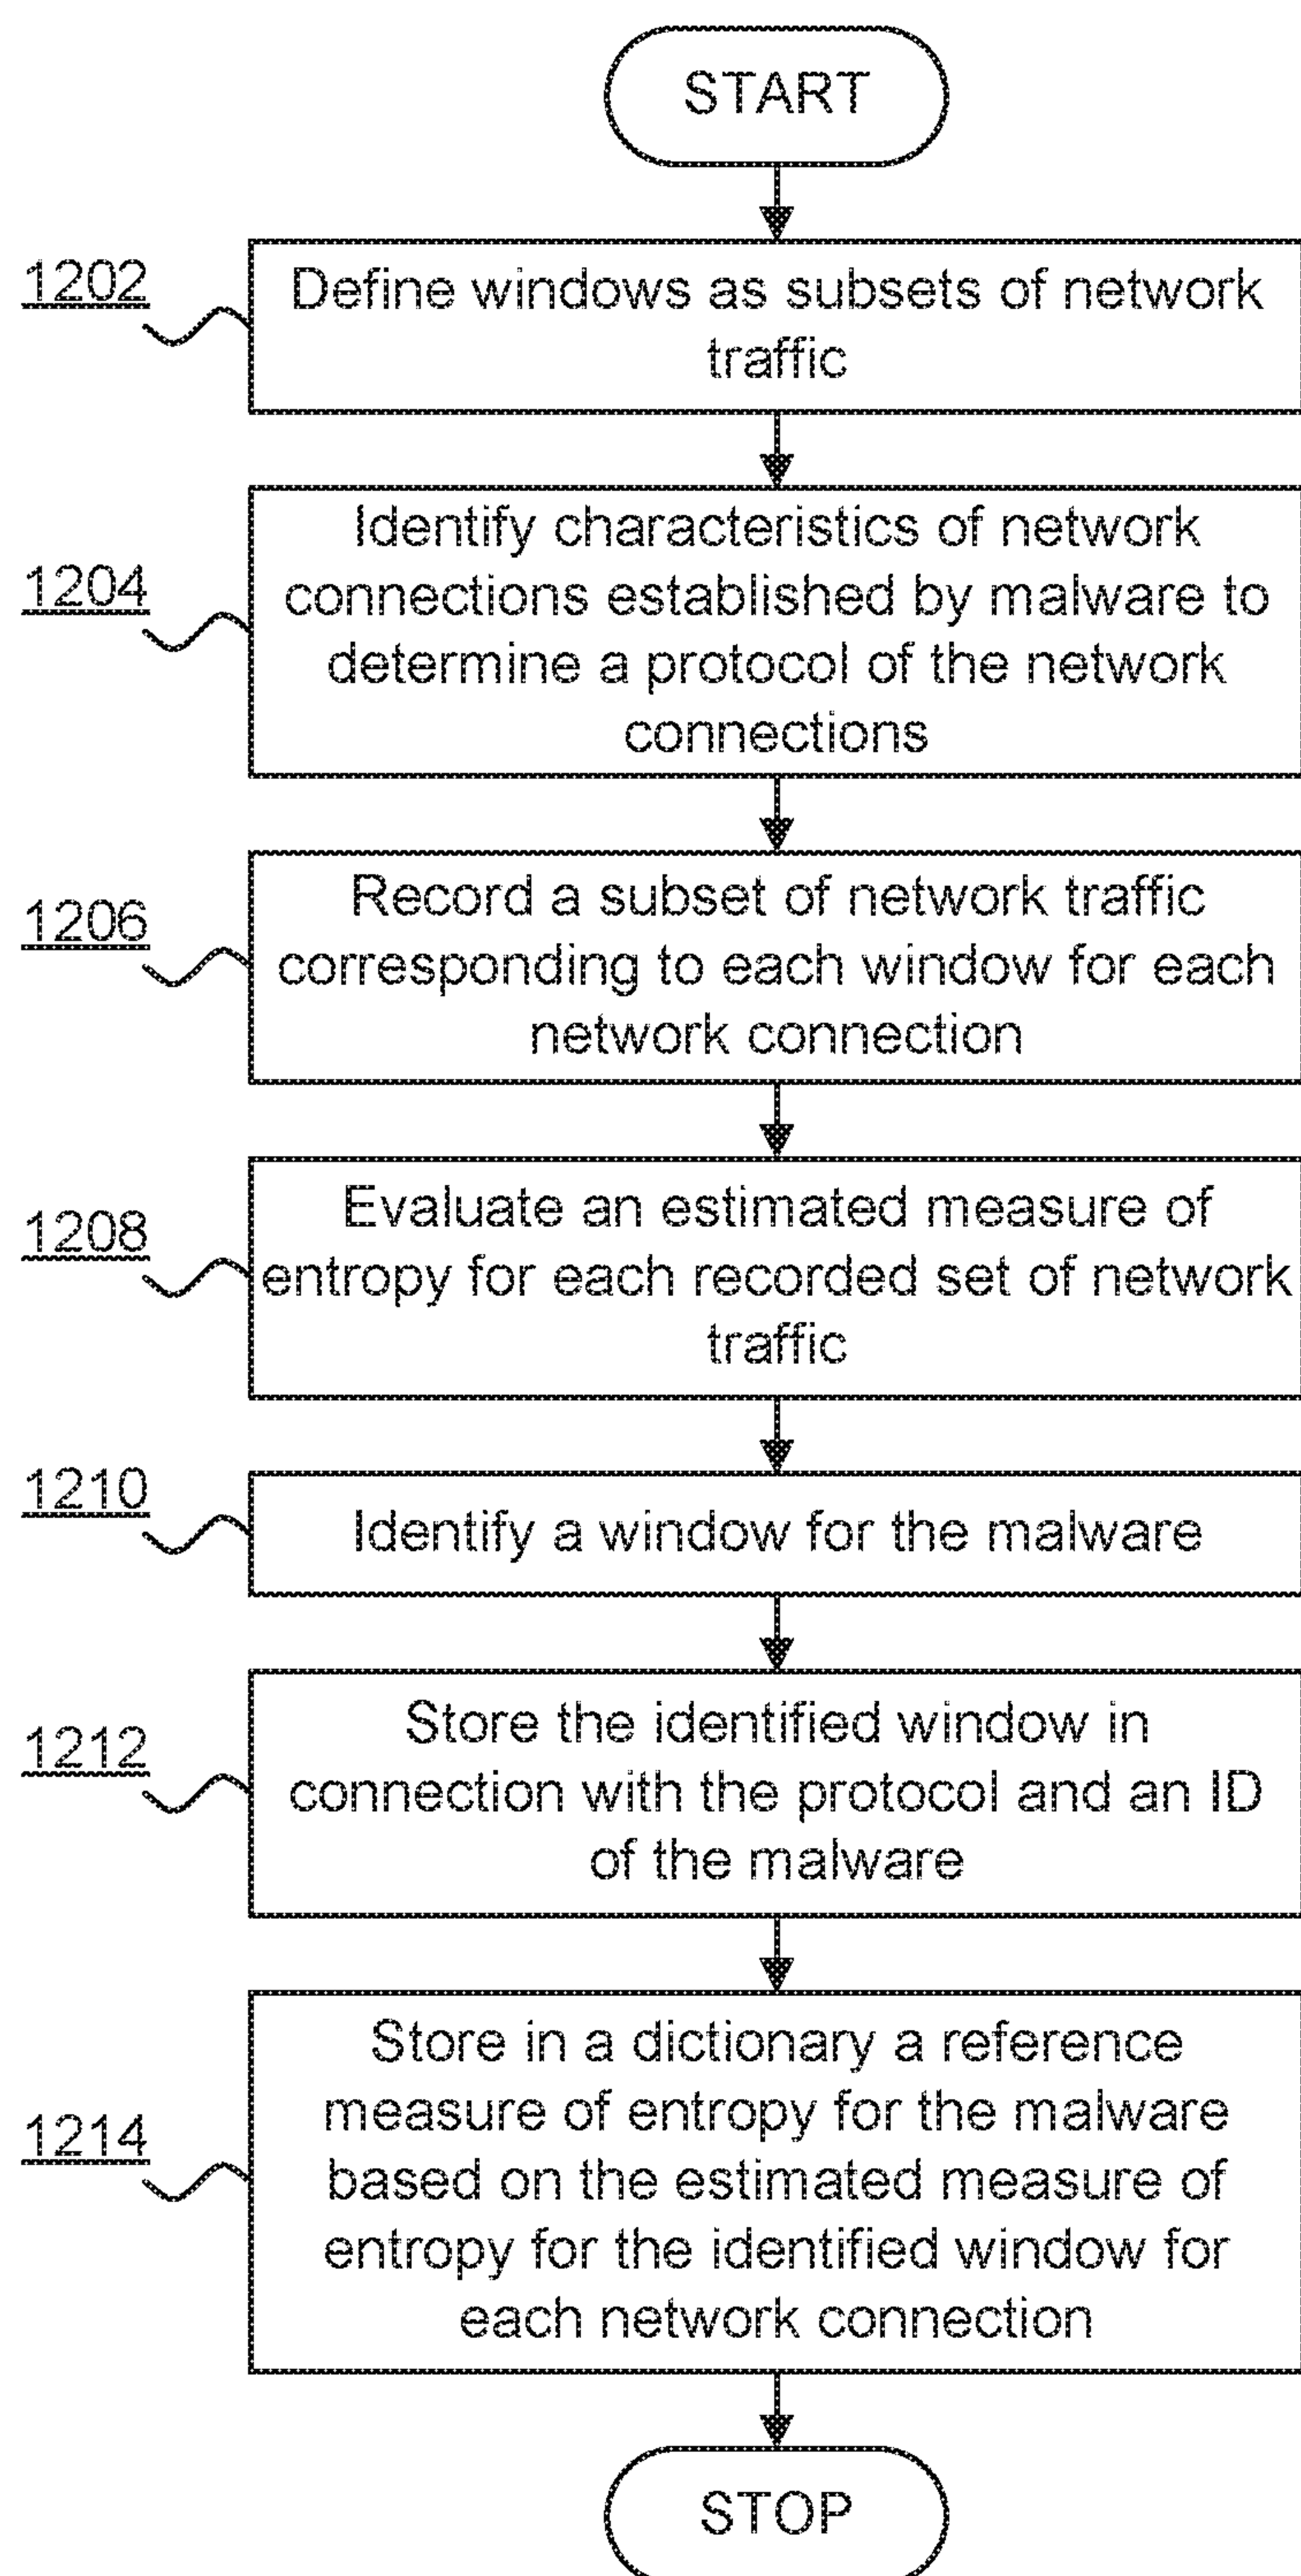 START
1202
Define windows as subsets of network
traffic
1204
Identify characteristics of network
connections established by malware to
determine a protocol of the network
connections
1206
Record a subset of network traffic
corresponding to each window for each
network connection
1208
Evaluate an estimated measure of
entropy for each recorded set of network
traffic
1210
Identify a window for the malware
1212
Store the identified window in
connection with the protocol and an ID
of the malware
1214
Store in a dictionary a reference
measure of entropy for the malware
based on the estimated measure of
entropy for the identified window for
each network connection
STOP